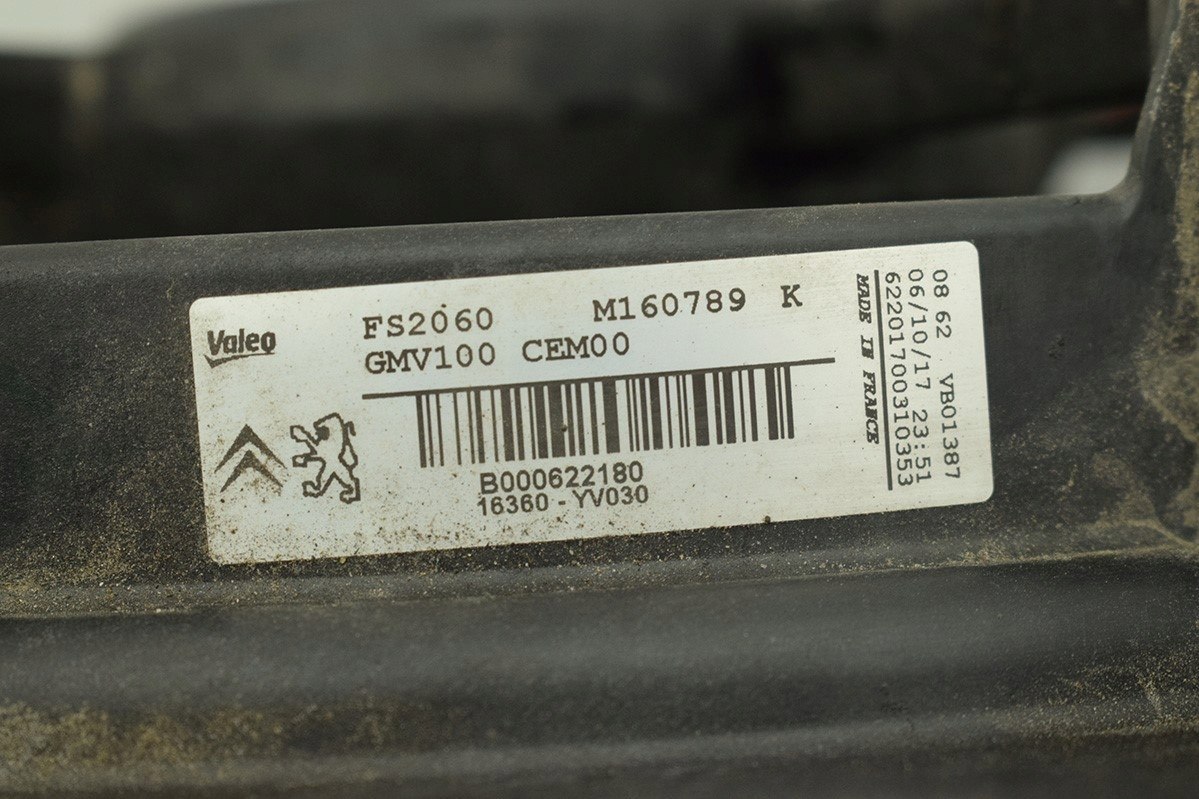 Valeo
FS2060 M160789 K
GMV100 CEM00
B000622180
16360 - YV030
MADE IN FRANCE
62201700310353
06/10/17 23:51
08 62 VB01387